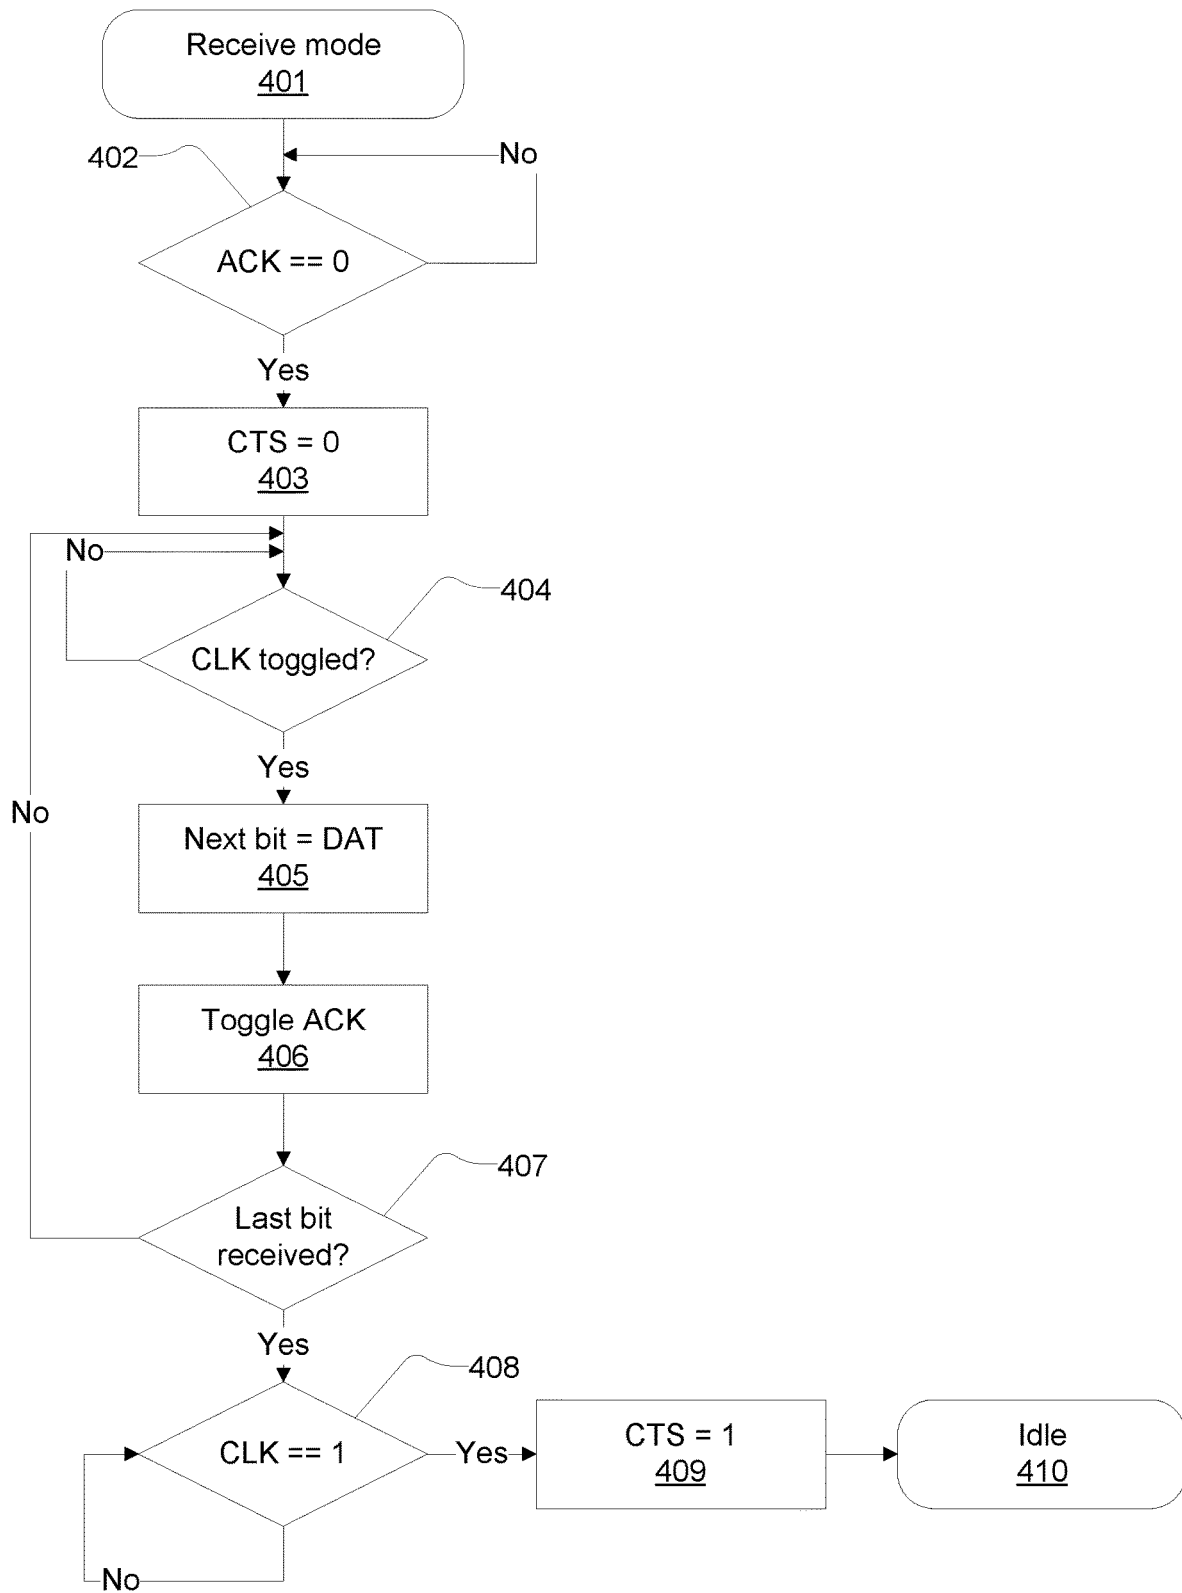 Receive mode
401
402
No
ACK == 0
Yes
CTS = 0
403
No
404
CLK toggled?
Yes
No
Next bit = DAT
405
Toggle ACK
406
407
Last bit
received?
Yes
408
CLK == 1
Yes
CTS = 1
409
Idle
410
No